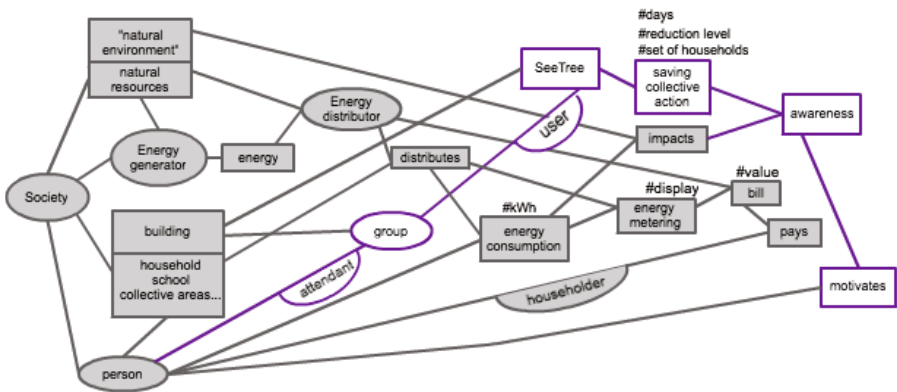 #days
#reduction level
#set of households
"natural
environment"
natural
resources
SeeTree
saving
collective
action
awareness
Energy
distributor
Energy
generator
energy
user
distributes
impacts
Society
#value
bill
#display
energy
metering
#kWh
energy
consumption
building
group
pays
household
school
collective areas...
attendant
householder
motivates
person